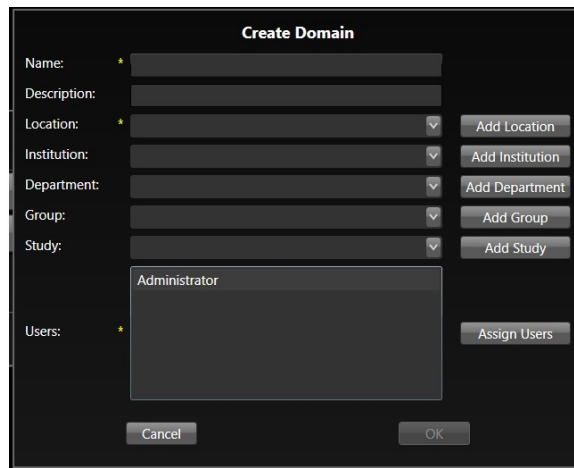 Create Domain
Name: *
Description:
Location: * Add Location
Institution: Add Institution
Department: Add Department
Group: Add Group
Study: Add Study
Administrator
Users: * Assign Users
Cancel OK